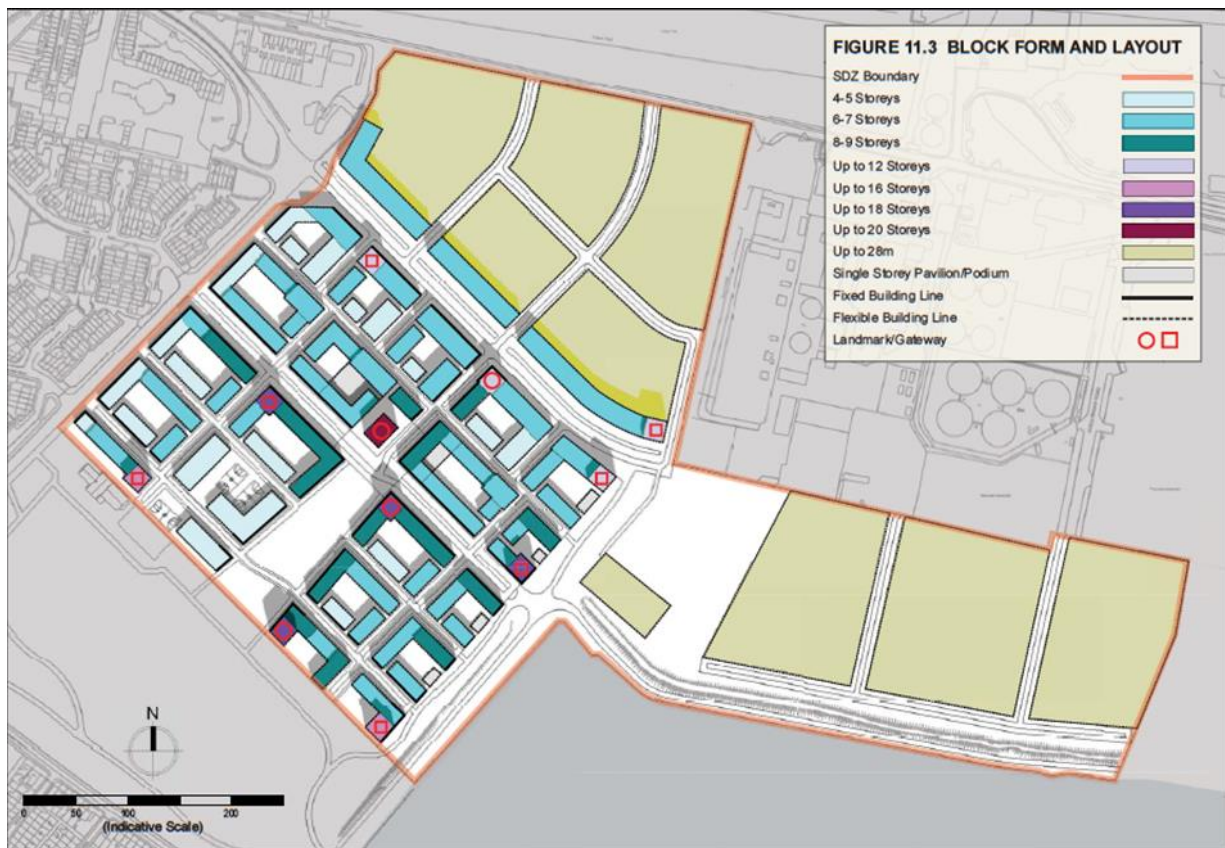 FIGURE 11.3 BLOCK FORM AND LAYOUT
SDZ Boundary
4-5 Storeys
6-7 Storeys
8-9 Storeys
Up to 12 Storeys
Up to 16 Storeys
Up to 18 Storeys
Up to 20 Storeys
Up to 28m
Single Storey Pavilion/Podium
Fixed Building Line
Flexible Building Line
Landmark/Gateway
N
0 50 100 200
(Indicative Scale)